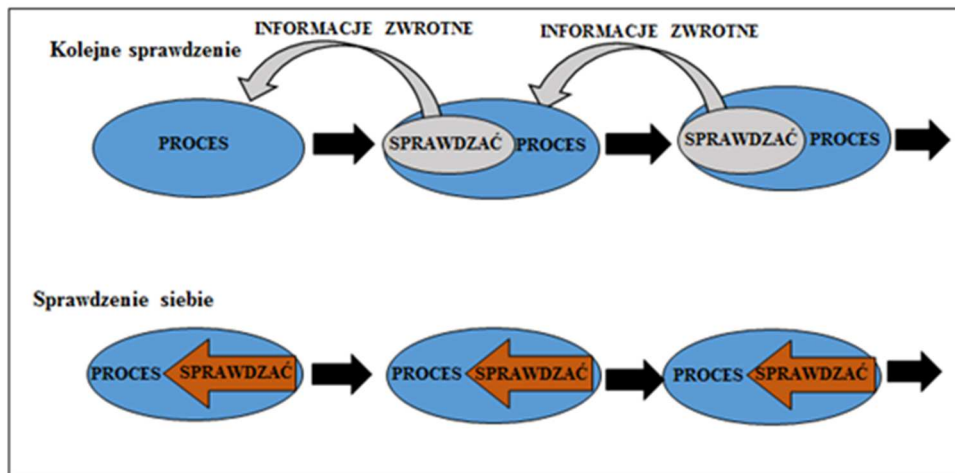 INFORMACJE ZWROTNE
INFORMACJE ZWROTNE
Kolejne sprawdzenie
PROCES
SPRAWDZAĆ
PROCES
SPRAWDZAĆ
PROCES
Sprawdzenie siebie
PROCES
SPRAWDZAĆ
PROCES
SPRAWDZAĆ
PROCES
SPRAWDZAĆ